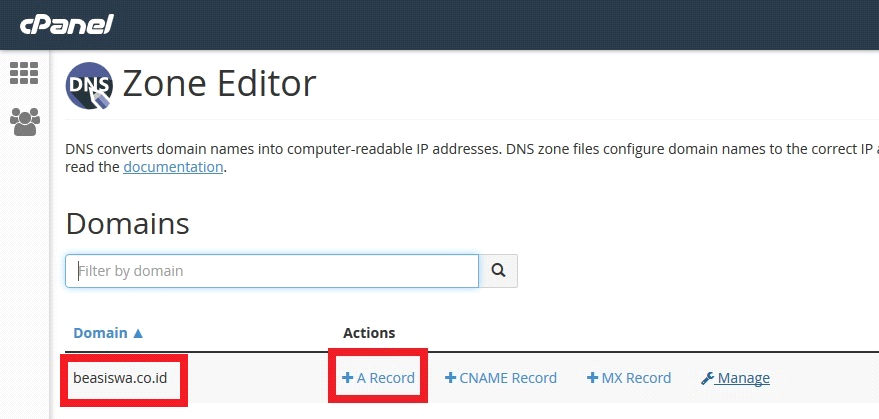 cPanel
DNS Zone Editor
DNS converts domain names into computer-readable IP addresses. DNS zone files configure domain names to the correct IP
read the documentation.
Domains
Filter by domain
Domain ▲ Actions
beasiswa.co.id + A Record + CNAME Record + MX Record Manage